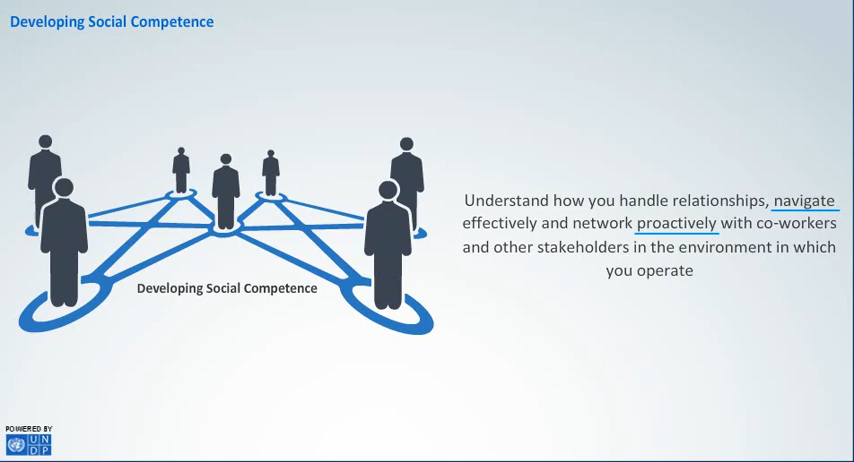 Developing Social Competence
Understand how you handle relationships, navigate
effectively and network proactively with co-workers
and other stakeholders in the environment in which
you operate
Developing Social Competence
POWERED BY
U N
D P